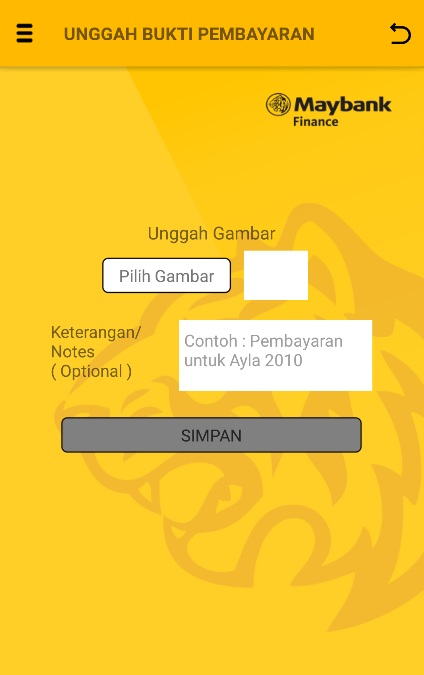 UNGGAH BUKTI PEMBAYARAN
Maybank
Finance
Unggah Gambar
Pilih Gambar
Keterangan/
Notes
( Optional )
Contoh : Pembayaran
untuk Ayla 2010
SIMPAN